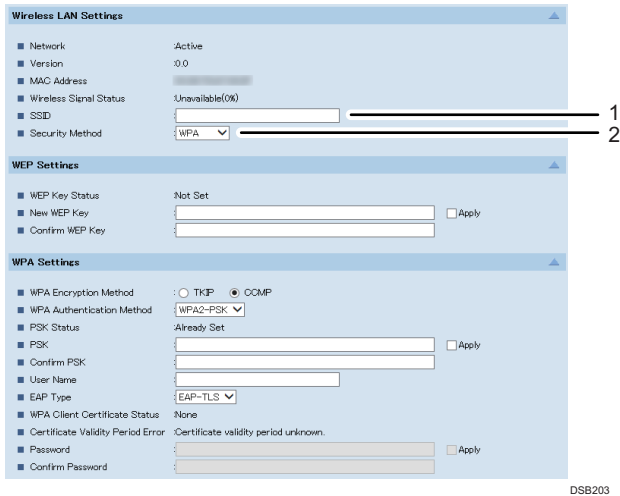 Wireless LAN Settings
Network :Active
Version :0.0
MAC Address
Wireless Signal Status :Unavailable(0%)
SSID : 1
Security Method : WPA 2
WEP Settings
WEP Key Status :Not Set
New WEP Key : Apply
Confirm WEP Key :
WPA Settings
WPA Encryption Method : TKIP CCMP
WPA Authentication Method : WPA2-PSK
PSK Status :Already Set
PSK : Apply
Confirm PSK :
User Name :
EAP Type : EAP-TLS
WPA Client Certificate Status :None
Certificate Validity Period Error :Certificate validity period unknown.
Password : Apply
Confirm Password :
DSB203